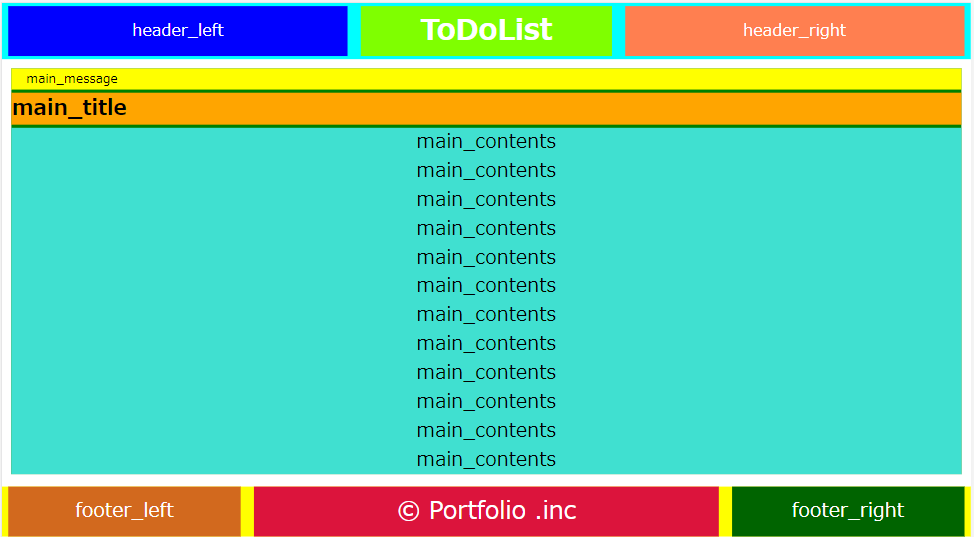 header_left
ToDoList
header_right
main_message
main_title
main_contents
main_contents
main_contents
main_contents
main_contents
main_contents
main_contents
main_contents
main_contents
main_contents
main_contents
main_contents
footer_left
© Portfolio .inc
footer_right